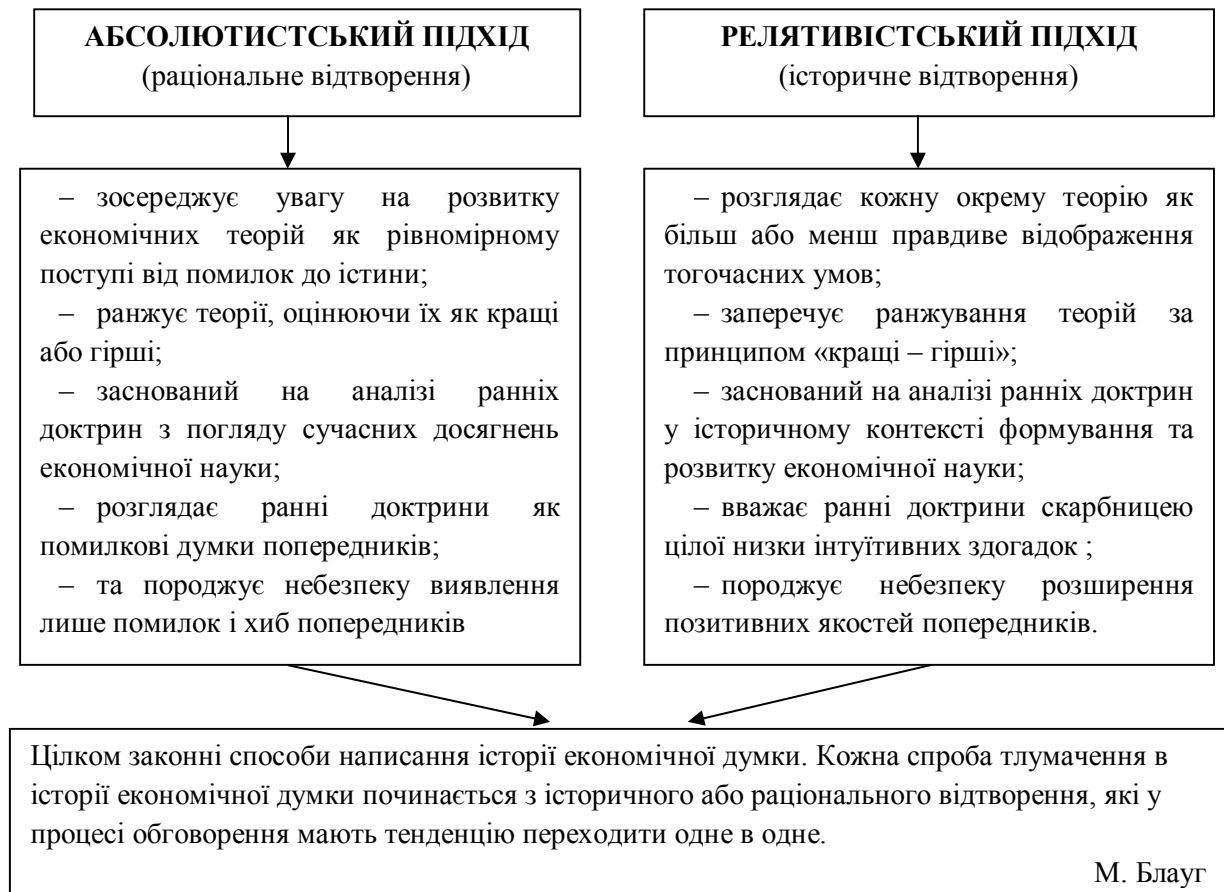 АБСОЛЮТИСТСЬКИЙ ПІДХІД
(раціональне відтворення)
РЕЛЯТИВІСТСЬКИЙ ПІДХІД
(історичне відтворення)
– зосереджує увагу на розвитку
економічних теорій як рівномірному
поступі від помилок до істини;
– ранжує теорії, оцінюючи їх як кращі
або гірші;
– заснований на аналізі ранніх
доктрин з погляду сучасних досягнень
економічної науки;
– розглядає ранні доктрини як
помилкові думки попередників;
– та породжує небезпеку виявлення
лише помилок і хиб попередників
– розглядає кожну окрему теорію як
більш або менш правдиве відображення
тогочасних умов;
– заперечує ранжування теорій за
принципом «кращі – гірші»;
– заснований на аналізі ранніх доктрин
у історичному контексті формування та
розвитку економічної науки;
– вважає ранні доктрини скарбницею
цілої низки інтуїтивних здогадок ;
– породжує небезпеку розширення
позитивних якостей попередників.
Цілком законні способи написання історії економічної думки. Кожна спроба тлумачення в
історії економічної думки починається з історичного або раціонального відтворення, які у
процесі обговорення мають тенденцію переходити одне в одне.
М. Блауг